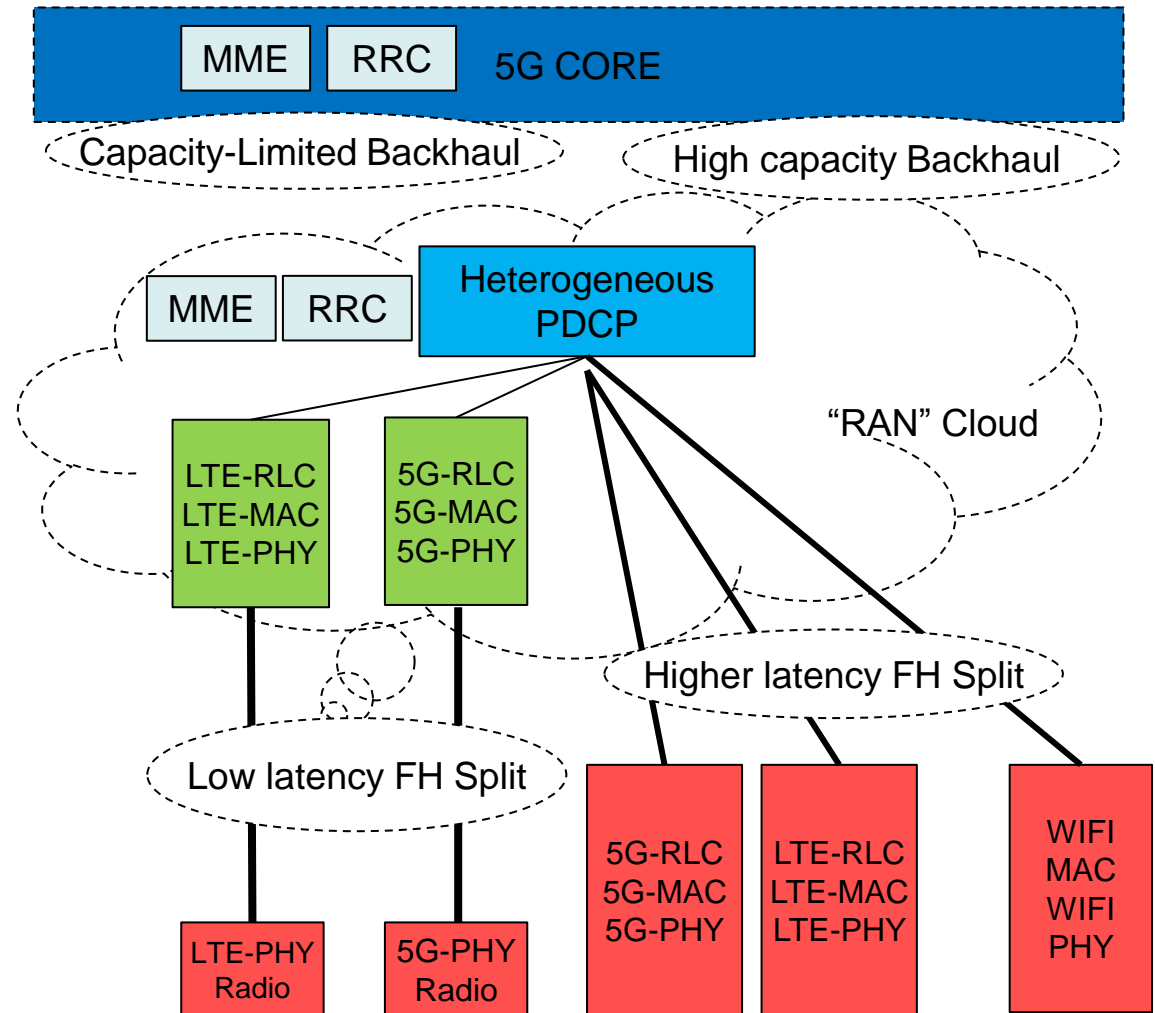 MME
RRC
5G CORE
Capacity-Limited Backhaul
High capacity Backhaul
MME
RRC
Heterogeneous
PDCP
“RAN” Cloud
LTE-RLC
LTE-MAC
LTE-PHY
5G-RLC
5G-MAC
5G-PHY
Higher latency FH Split
Low latency FH Split
LTE-PHY
Radio
5G-PHY
Radio
5G-RLC
5G-MAC
5G-PHY
LTE-RLC
LTE-MAC
LTE-PHY
WIFI
MAC
WIFI
PHY